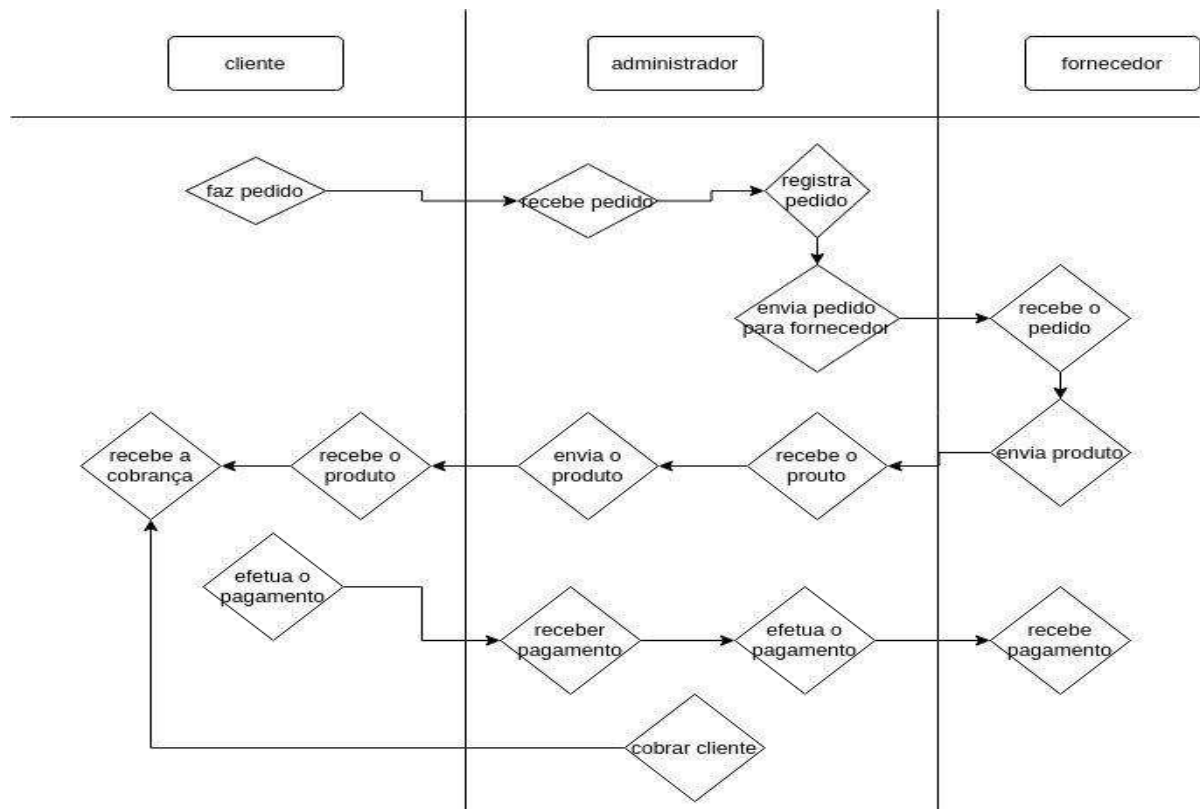 cliente
administrador
fornecedor
faz pedido
recebe pedido
registra
pedido
envia pedido
para fornecedor
recebe o
pedido
recebe a
cobrança
recebe o
produto
envia o
produto
recebe o
prouto
envia produto
efetua o
pagamento
receber
pagamento
efetua o
pagamento
recebe
pagamento
cobrar cliente